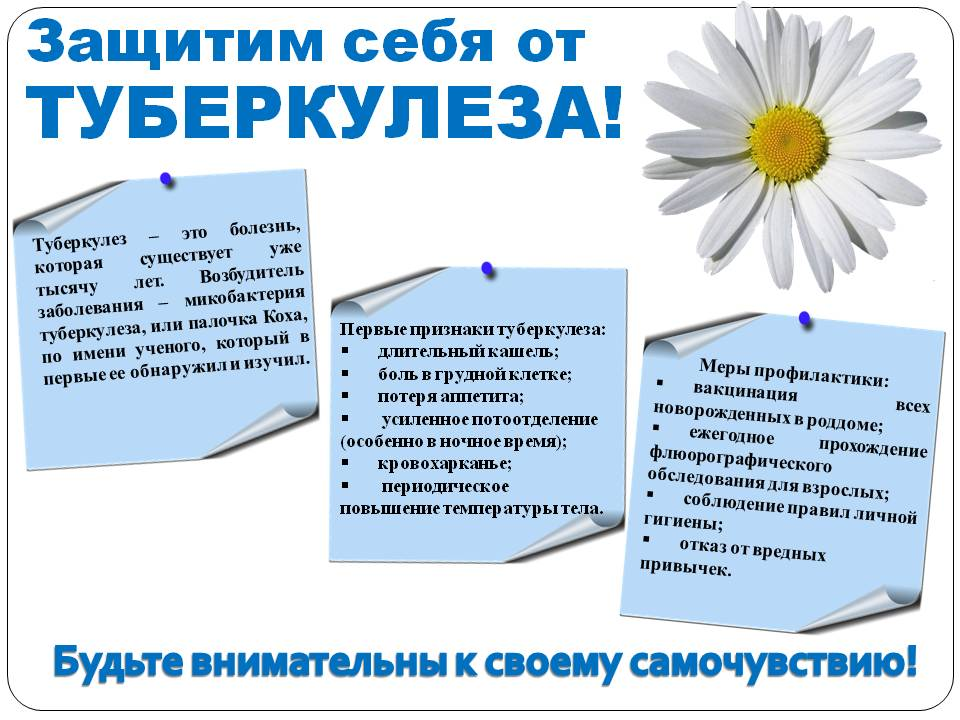 Защитим себя от
ТУБЕРКУЛЕЗА!
Туберкулез – это болезнь,
которая существует уже
тысячу лет. Возбудитель
заболевания – микобактерия
туберкулеза, или палочка Коха,
по имени ученого, который в
первые ее обнаружил и изучил.
Первые признаки туберкулеза:
▪ длительный кашель;
▪ боль в грудной клетке;
▪ потеря аппетита;
▪ усиленное потоотделение
(особенно в ночное время);
▪ кровохарканье;
▪ периодическое
повышение температуры тела.
Меры профилактики:
▪ вакцинация всех
новорожденных в роддоме;
▪ ежегодное прохождение
флюорографического
обследования для взрослых;
▪ соблюдение правил личной
гигиены;
▪ отказ от вредных
привычек.
Будьте внимательны к своему самочувствию!